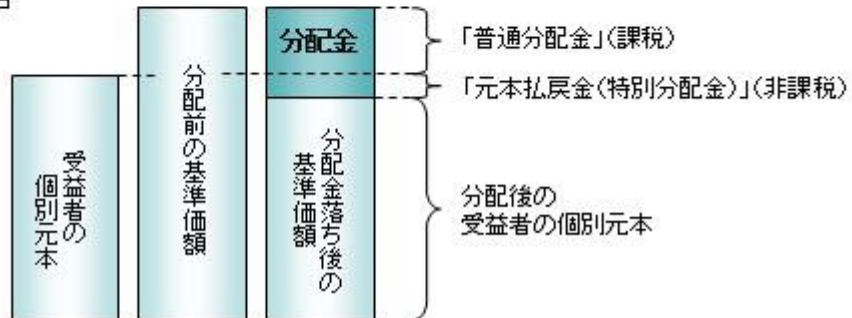 分配金
「普通分配金」(課税)
「元本払戻金(特別分配金)」(非課税)
受益者の
個別元本
分配前の基準価額
分配金落ち後の
基準価額
分配後の
受益者の個別元本